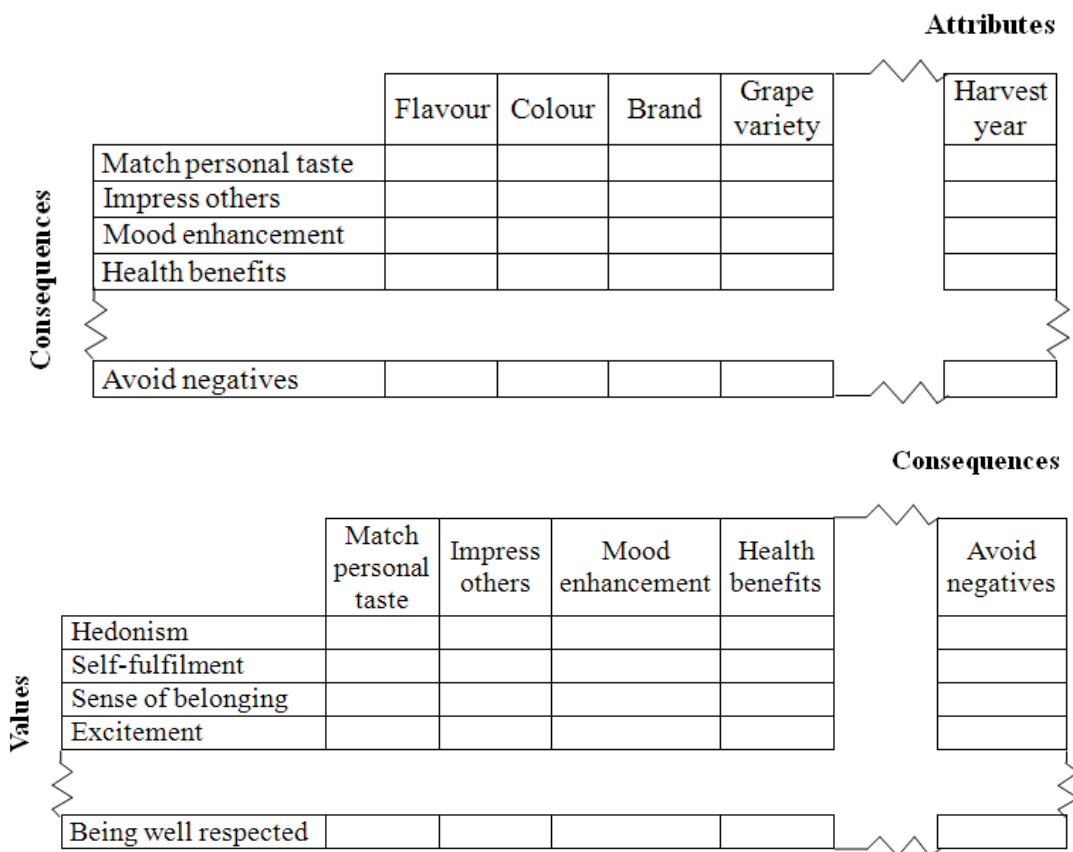 Attributes
Flavour Colour Brand Grape variety Harvest year
Consequences
Match personal taste
Impress others
Mood enhancement
Health benefits
Avoid negatives
Consequences
Match personal taste Impress others Mood enhancement Health benefits Avoid negatives
Values
Hedonism
Self-fulfilment
Sense of belonging
Excitement
Being well respected